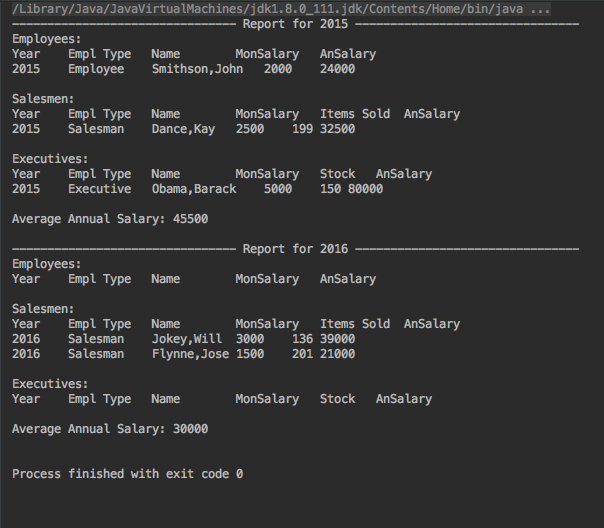 /Library/Java/JavaVirtualMachines/jdk1.8.0_111.jdk/Contents/Home/bin/java ...
———————————————————————————————— Report for 2015 ————————————————————————————————
Employees:
Year    Empl Type   Name        MonSalary   AnSalary
2015    Employee    Smithson,John   2000    24000

Salesmen:
Year    Empl Type   Name        MonSalary   Items Sold  AnSalary
2015    Salesman    Dance,Kay   2500    199 32500

Executives:
Year    Empl Type   Name        MonSalary   Stock   AnSalary
2015    Executive   Obama,Barack    5000    150 80000

Average Annual Salary: 45500

———————————————————————————————— Report for 2016 ————————————————————————————————
Employees:
Year    Empl Type   Name        MonSalary   AnSalary

Salesmen:
Year    Empl Type   Name        MonSalary   Items Sold  AnSalary
2016    Salesman    Jokey,Will  3000    136 39000
2016    Salesman    Flynne,Jose 1500    201 21000

Executives:
Year    Empl Type   Name        MonSalary   Stock   AnSalary

Average Annual Salary: 30000

Process finished with exit code 0